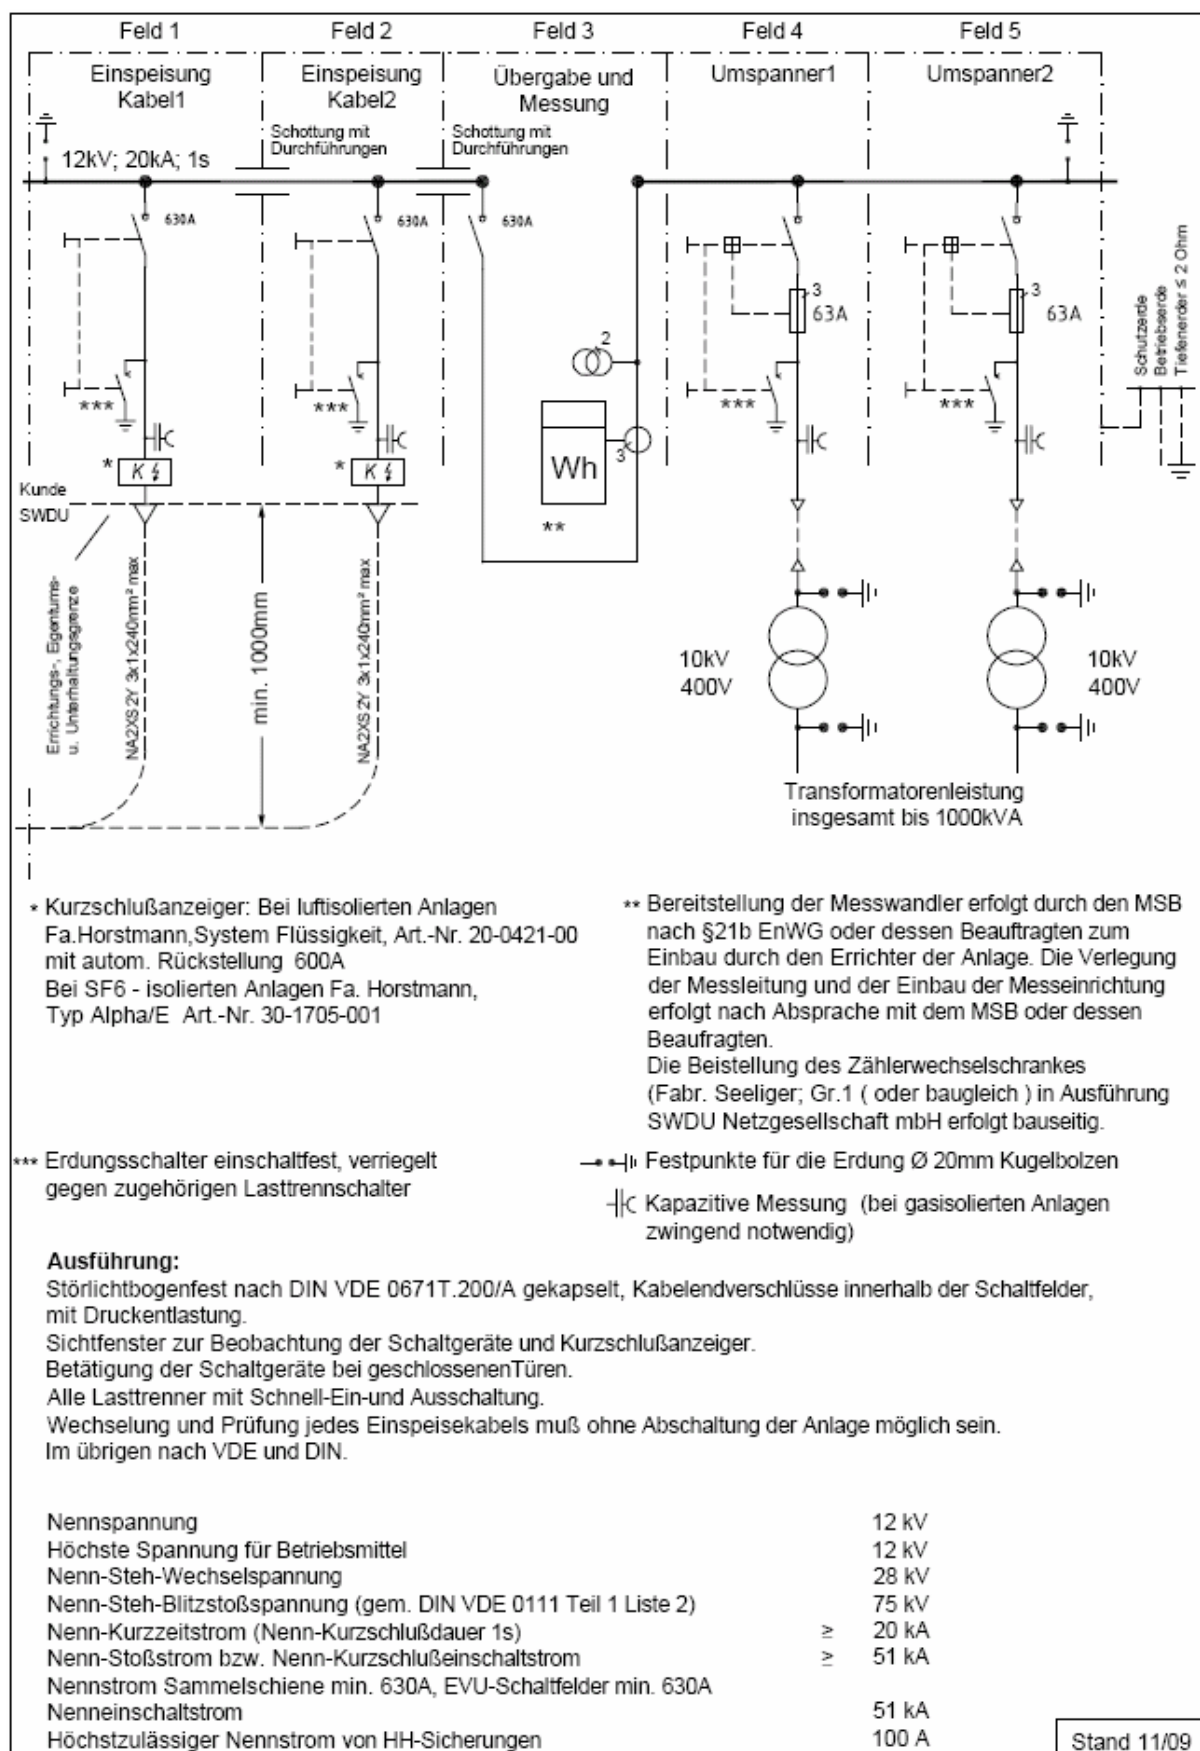 Feld 1
Feld 2
Feld 3
Feld 4
Feld 5
Einspeisung
Kabel1
Einspeisung
Kabel2
Übergabe und
Messung
Umspanner1
Umspanner2
Schottung mit
Durchführungen
Schottung mit
Durchführungen
12kV; 20kA; 1s
630A
630A
630A
3
63A
3
63A
2
Wh
3
**
***
***
***
***
* K
* K
Kunde
SWDU
Schutzerde
Betriebserde
Tiefenerder ≤ 2 Ohm
Errichtungs-, Eigentums-
u. Unterhaltungsgrenze
NA2XS2Y 3x1x240mm² max
min. 1000mm
NA2XS2Y 3x1x240mm² max
10kV
400V
10kV
400V
Transformatorenleistung
insgesamt bis 1000kVA
* Kurzschlußanzeiger: Bei luftisolierten Anlagen
Fa.Horstmann,System Flüssigkeit, Art.-Nr. 20-0421-00
mit autom. Rückstellung 600A
Bei SF6 - isolierten Anlagen Fa. Horstmann,
Typ Alpha/E Art.-Nr. 30-1705-001
** Bereitstellung der Messwandler erfolgt durch den MSB
nach §21b EnWG oder dessen Beauftragten zum
Einbau durch den Errichter der Anlage. Die Verlegung
der Messleitung und der Einbau der Messeinrichtung
erfolgt nach Absprache mit dem MSB oder dessen
Beaufragten.
Die Beistellung des Zählerwechselschrankes
(Fabr. Seeliger; Gr.1 ( oder baugleich ) in Ausführung
SWDU Netzgesellschaft mbH erfolgt bauseitig.
*** Erdungsschalter einschaltfest, verriegelt
gegen zugehörigen Lasttrennschalter
Festpunkte für die Erdung Ø 20mm Kugelbolzen
Kapazitive Messung (bei gasisolierten Anlagen
zwingend notwendig)
Ausführung:
Störlichtbogenfest nach DIN VDE 0671T.200/A gekapselt, Kabelendverschlüsse innerhalb der Schaltfelder,
mit Druckentlastung.
Sichtfenster zur Beobachtung der Schaltgeräte und Kurzschlußanzeiger.
Betätigung der Schaltgeräte bei geschlossenenTüren.
Alle Lasttrenner mit Schnell-Ein-und Ausschaltung.
Wechselung und Prüfung jedes Einspeisekabels muß ohne Abschaltung der Anlage möglich sein.
Im übrigen nach VDE und DIN.
Nennspannung 12 kV
Höchste Spannung für Betriebsmittel 12 kV
Nenn-Steh-Wechselspannung 28 kV
Nenn-Steh-Blitzstoßspannung (gem. DIN VDE 0111 Teil 1 Liste 2) 75 kV
Nenn-Kurzzeitstrom (Nenn-Kurzschlußdauer 1s) ≥ 20 kA
Nenn-Stoßstrom bzw. Nenn-Kurzschlußeinschaltstrom ≥ 51 kA
Nennstrom Sammelschiene min. 630A, EVU-Schaltfelder min. 630A
Nenneinschaltstrom 51 kA
Höchstzulässiger Nennstrom von HH-Sicherungen 100 A
Stand 11/09